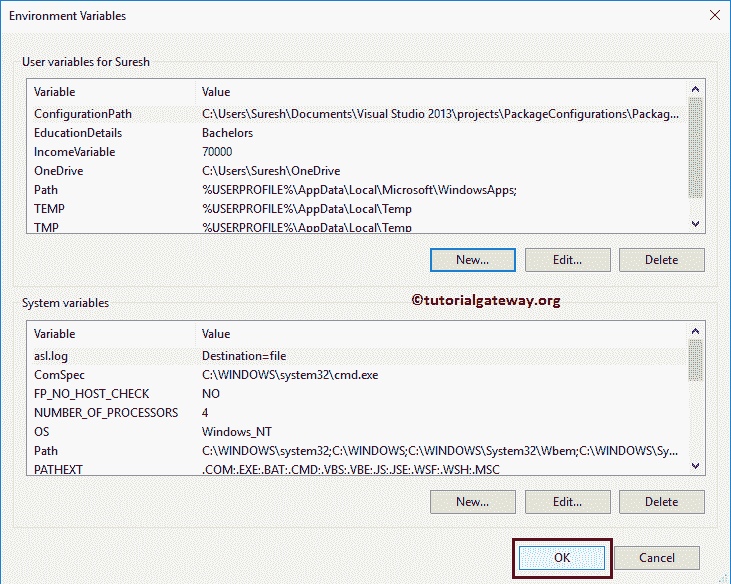 Environment Variables
User variables for Suresh
Variable Value
ConfigurationPath C:\Users\Suresh\Documents\Visual Studio 2013\projects\PackageConfigurations\Packag...
EducationDetails Bachelors
IncomeVariable 70000
OneDrive C:\Users\Suresh\OneDrive
Path %USERPROFILE%\AppData\Local\Microsoft\WindowsApps;
TEMP %USERPROFILE%\AppData\Local\Temp
TMP %USERPROFILE%\AppData\Local\Temp
New... Edit... Delete
System variables
©tutorialgateway.org
Variable Value
asl.log Destination=file
ComSpec C:\WINDOWS\system32\cmd.exe
FP_NO_HOST_CHECK NO
NUMBER_OF_PROCESSORS 4
OS Windows_NT
Path C:\WINDOWS\system32;C:\WINDOWS;C:\WINDOWS\System32\Wbem;C:\WINDOWS\Sy...
PATHEXT .COM;.EXE;.BAT;.CMD;.VBS;.VBE;.JS;.JSE;.WSF;.WSH;.MSC
New... Edit... Delete
OK Cancel